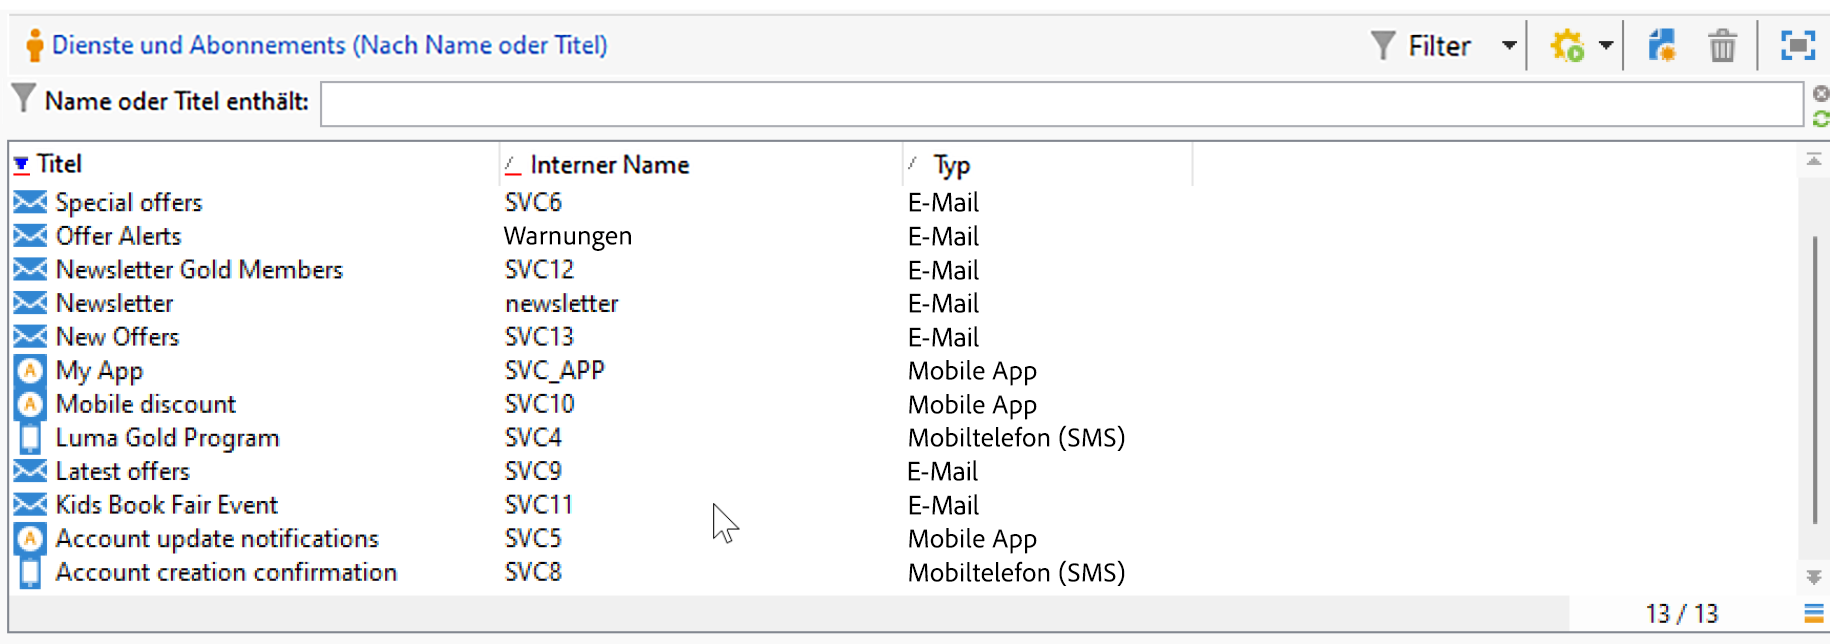 Dienste und Abonnements (Nach Name oder Titel) Filter
Name oder Titel enthält:
Titel Interner Name Typ
Special offers SVC6 E-Mail
Offer Alerts Warnungen E-Mail
Newsletter Gold Members SVC12 E-Mail
Newsletter newsletter E-Mail
New Offers SVC13 E-Mail
A My App SVC_APP Mobile App
A Mobile discount SVC10 Mobile App
Luma Gold Program SVC4 Mobiltelefon (SMS)
Latest offers SVC9 E-Mail
Kids Book Fair Event SVC11 E-Mail
A Account update notifications SVC5 Mobile App
Account creation confirmation SVC8 Mobiltelefon (SMS)
13 / 13